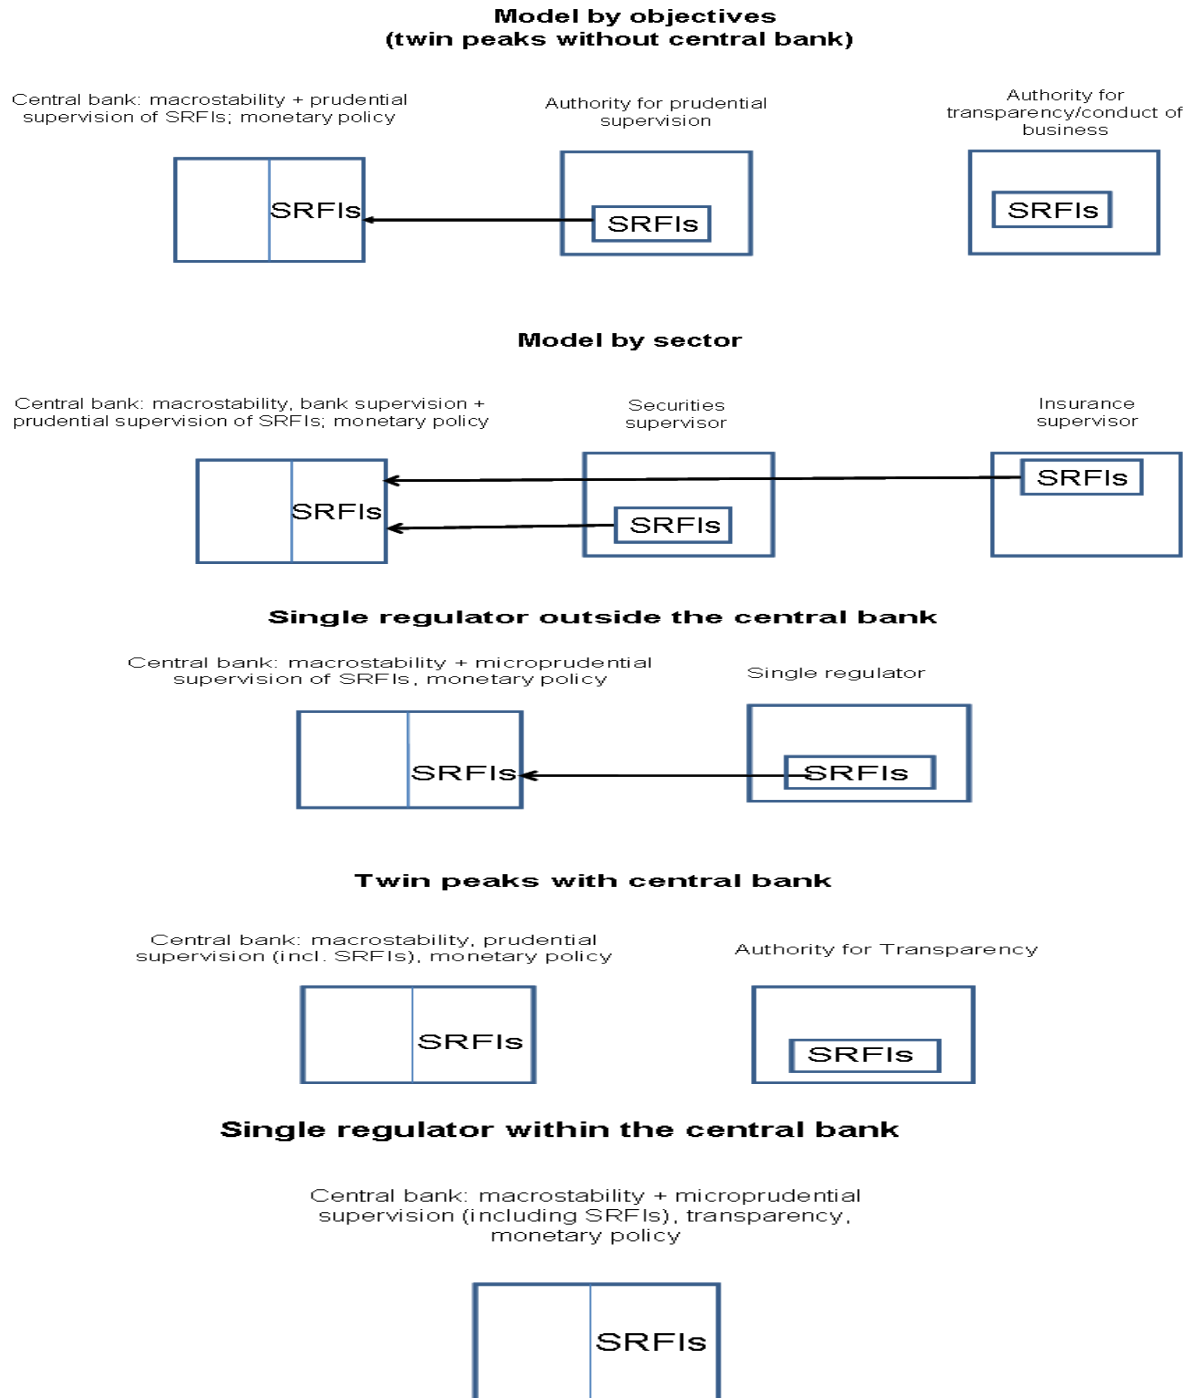 Model by objectives
(twin peaks without central bank)
Central bank: macrostability + prudential
supervision of SRFIs; monetary policy
Authority for prudential
supervision
Authority for
transparency/conduct of
business
SRFIs
SRFIs
SRFIs
Model by sector
Central bank: macrostability, bank supervision +
prudential supervision of SRFIs; monetary policy
Securities
supervisor
Insurance
supervisor
SRFIs
SRFIs
SRFIs
Single regulator outside the central bank
Central bank: macrostability + microprudential
supervision of SRFIs, monetary policy
Single regulator
SRFIs
SRFIs
Twin peaks with central bank
Central bank: macrostability, prudential
supervision (incl. SRFIs), monetary policy
Authority for Transparency
SRFIs
SRFIs
Single regulator within the central bank
Central bank: macrostability + microprudential
supervision (including SRFIs), transparency,
monetary policy
SRFIs